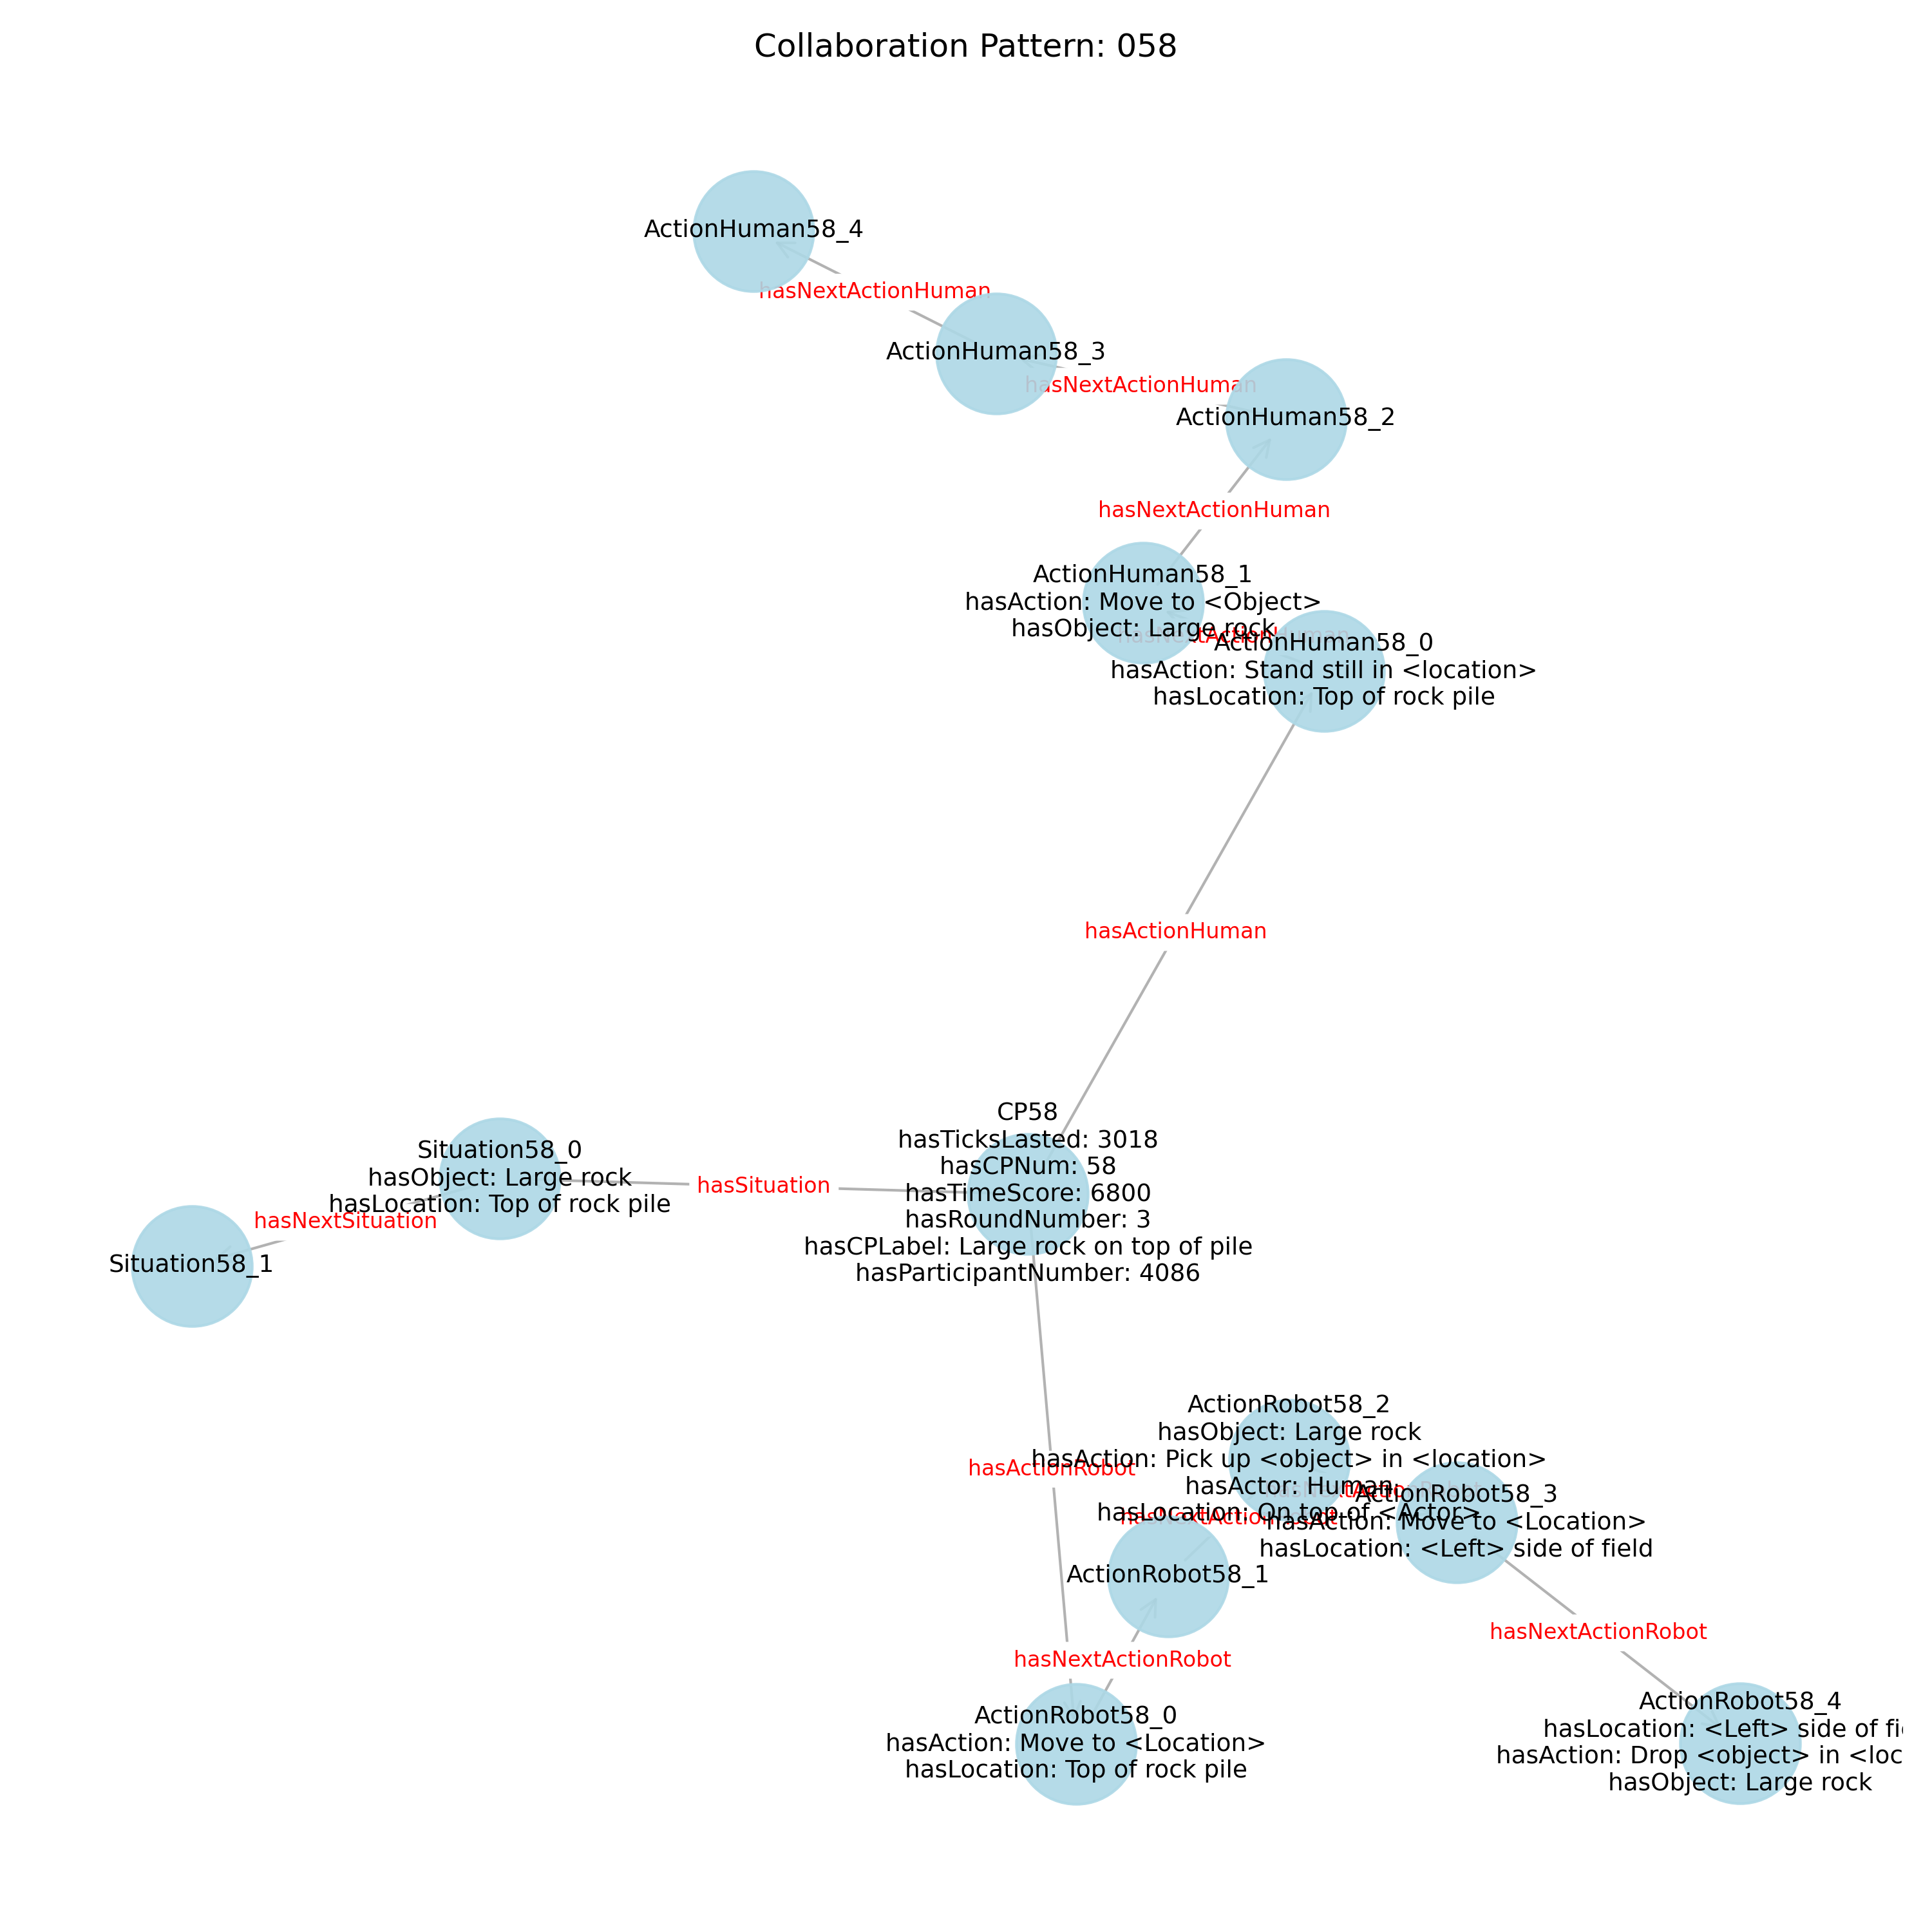 Collaboration Pattern: 058
ActionHuman58_4
hasNextActionHuman
ActionHuman58_3
hasNextActionHuman
ActionHuman58_2
hasNextActionHuman
ActionHuman58_1
hasAction: Move to <Object>
hasObject: Large rock
hasNextActionHuman
ActionHuman58_0
hasAction: Stand still in <location>
hasLocation: Top of rock pile
hasActionHuman
CP58
hasTicksLasted: 3018
hasCPNum: 58
hasTimeScore: 6800
hasRoundNumber: 3
hasCPLabel: Large rock on top of pile
hasParticipantNumber: 4086
hasSituation
Situation58_0
hasObject: Large rock
hasLocation: Top of rock pile
hasNextSituation
Situation58_1
hasActionRobot
ActionRobot58_2
hasObject: Large rock
hasAction: Pick up <object> in <location>
hasActor: Human
hasLocation: On top of <Actor>
hasNextActionRobot
hasNextActionRobot
ActionRobot58_3
hasAction: Move to <Location>
hasLocation: <Left> side of field
ActionRobot58_1
hasNextActionRobot
hasNextActionRobot
ActionRobot58_0
hasAction: Move to <Location>
hasLocation: Top of rock pile
ActionRobot58_4
hasLocation: <Left> side of fi
hasAction: Drop <object> in <loc
hasObject: Large rock